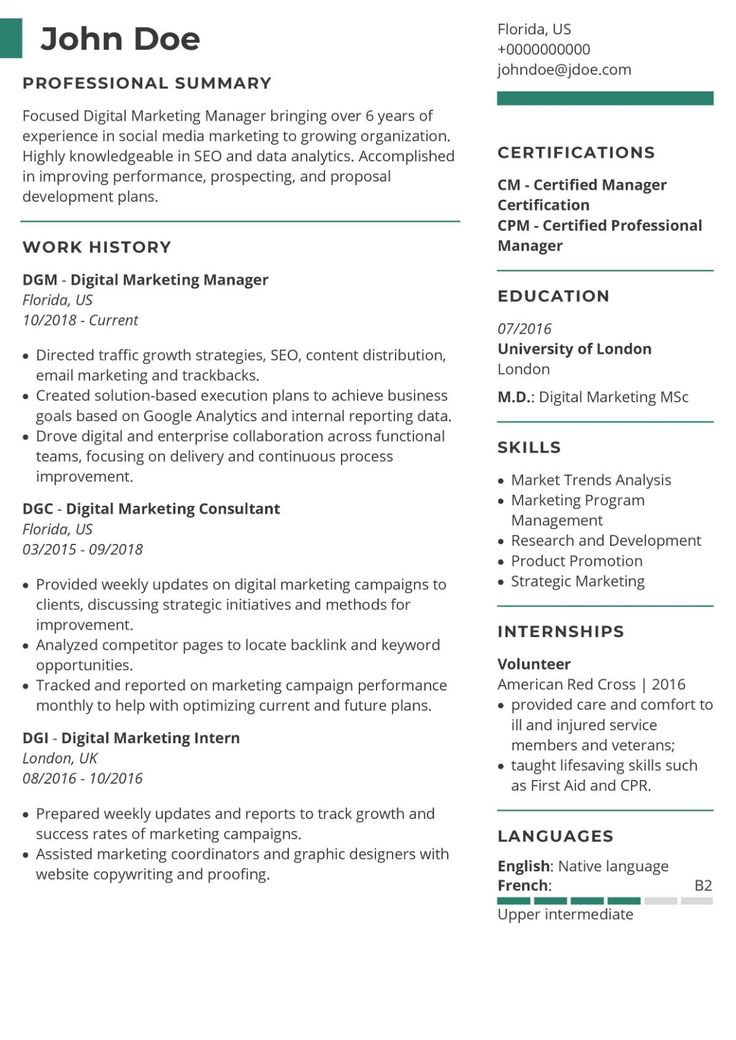 John Doe
PROFESSIONAL SUMMARY
Focused Digital Marketing Manager bringing over 6 years of
experience in social media marketing to growing organization.
Highly knowledgeable in SEO and data analytics. Accomplished
in improving performance, prospecting, and proposal
development plans.
WORK HISTORY
DGM - Digital Marketing Manager
Florida, US
10/2018 - Current
• Directed traffic growth strategies, SEO, content distribution,
email marketing and trackbacks.
• Created solution-based execution plans to achieve business
goals based on Google Analytics and internal reporting data.
• Drove digital and enterprise collaboration across functional
teams, focusing on delivery and continuous process
improvement.
DGC - Digital Marketing Consultant
Florida, US
03/2015 - 09/2018
• Provided weekly updates on digital marketing campaigns to
clients, discussing strategic initiatives and methods for
improvement.
• Analyzed competitor pages to locate backlink and keyword
opportunities.
• Tracked and reported on marketing campaign performance
monthly to help with optimizing current and future plans.
DGI - Digital Marketing Intern
London, UK
08/2016 - 10/2016
• Prepared weekly updates and reports to track growth and
success rates of marketing campaigns.
• Assisted marketing coordinators and graphic designers with
website copywriting and proofing.
Florida, US
+0000000000
johndoe@jdoe.com
CERTIFICATIONS
CM - Certified Manager
Certification
CPM - Certified Professional
Manager
EDUCATION
07/2016
University of London
London
M.D.: Digital Marketing MSc
SKILLS
• Market Trends Analysis
• Marketing Program
Management
• Research and Development
• Product Promotion
• Strategic Marketing
INTERNSHIPS
Volunteer
American Red Cross | 2016
• provided care and comfort to
ill and injured service
members and veterans;
• taught lifesaving skills such
as First Aid and CPR.
LANGUAGES
English: Native language
French: B2
Upper intermediate